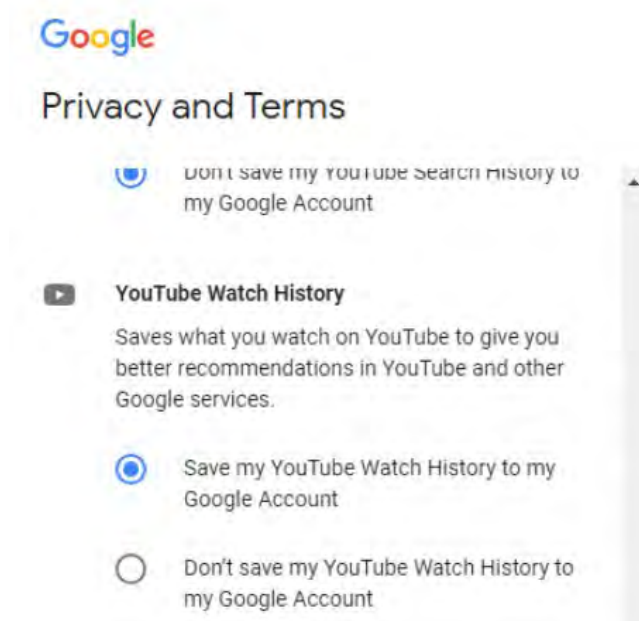 Google
Privacy and Terms
Don't save my YouTube Search History to
my Google Account
YouTube Watch History
Saves what you watch on YouTube to give you
better recommendations in YouTube and other
Google services.
Save my YouTube Watch History to my
Google Account
Don't save my YouTube Watch History to
my Google Account